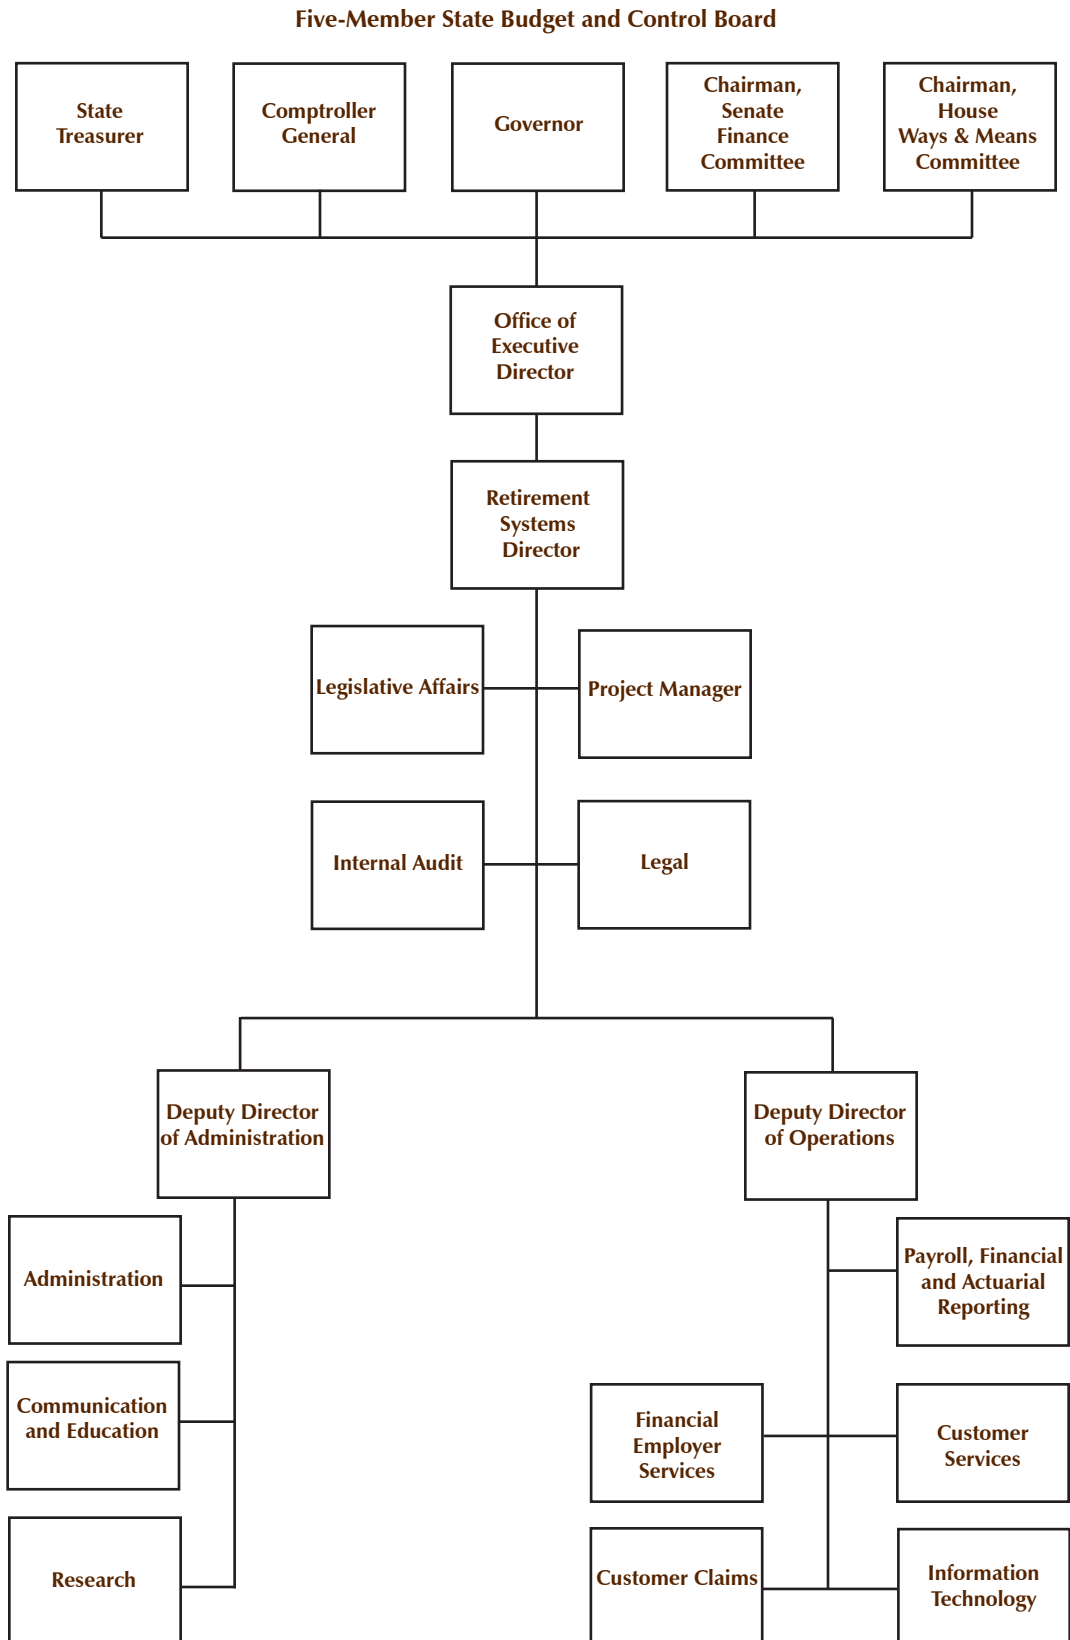 Five-Member State Budget and Control Board
State
Treasurer
Comptroller
General
Governor
Chairman,
Senate
Finance
Committee
Chairman,
House
Ways & Means
Committee
Office of
Executive
Director
Retirement
Systems
Director
Legislative Affairs
Project Manager
Internal Audit
Legal
Deputy Director
of Administration
Deputy Director
of Operations
Administration
Payroll, Financial
and Actuarial
Reporting
Communication
and Education
Financial
Employer
Services
Customer
Services
Research
Customer Claims
Information
Technology